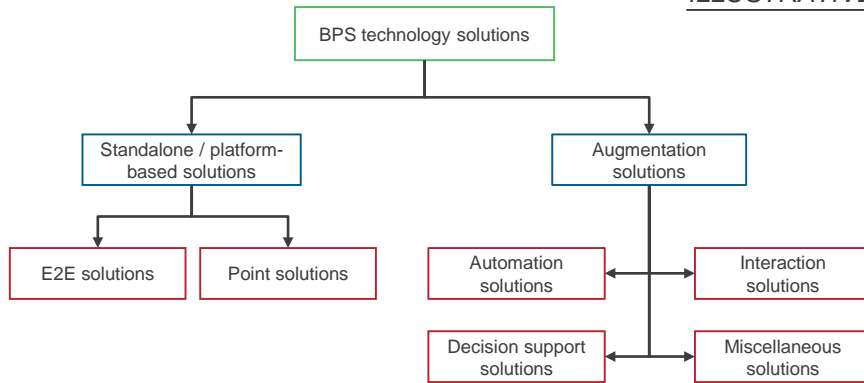 BPS technology solutions
Standalone / platform-
based solutions
Augmentation
solutions
E2E solutions
Point solutions
Automation
solutions
Interaction
solutions
Decision support
solutions
Miscellaneous
solutions